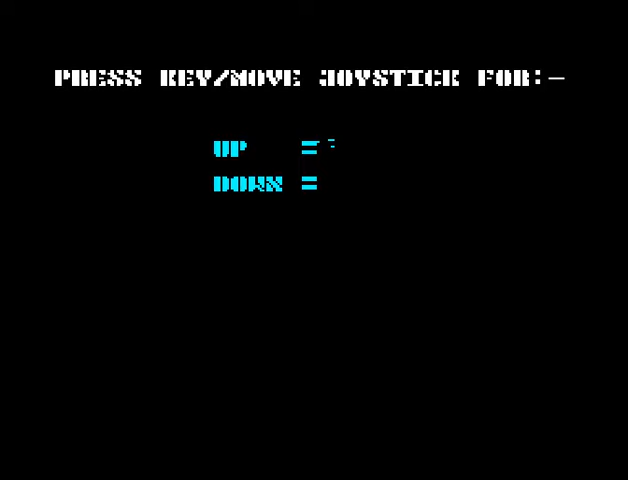 PRESS KEY/MOVE JOYSTICK FOR:-
UP =
DOWN =